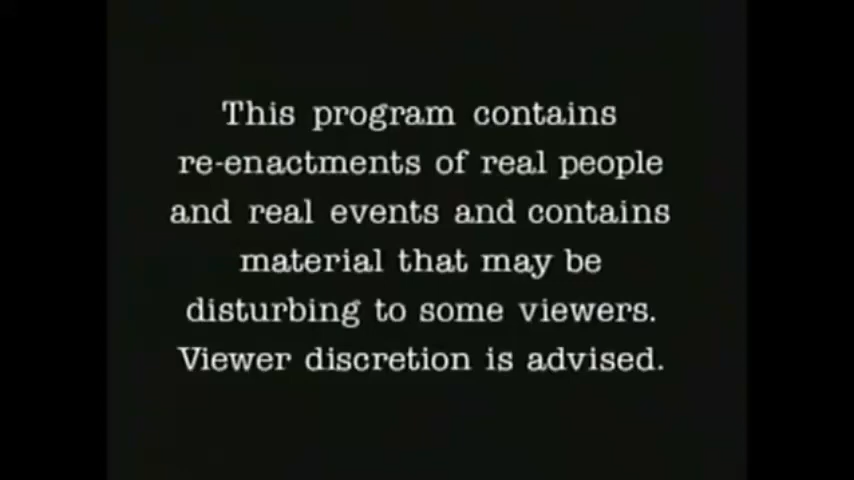 This program contains
re-enactments of real people
and real events and contains
material that may be
disturbing to some viewers.
Viewer discretion is advised.